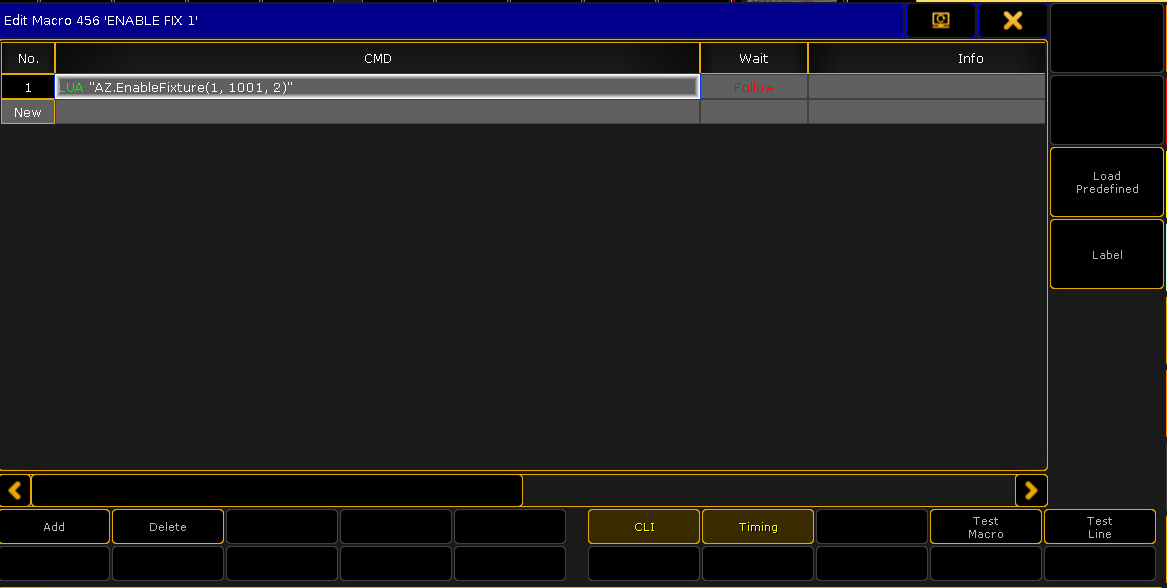 Edit Macro 456 'ENABLE FIX 1'
No. CMD Wait Info
1 LUA "AZ.EnableFixture(1, 1001, 2)" Follow
New
Load
Predefined
Label
Add Delete CLI Timing Test
Macro Test
Line